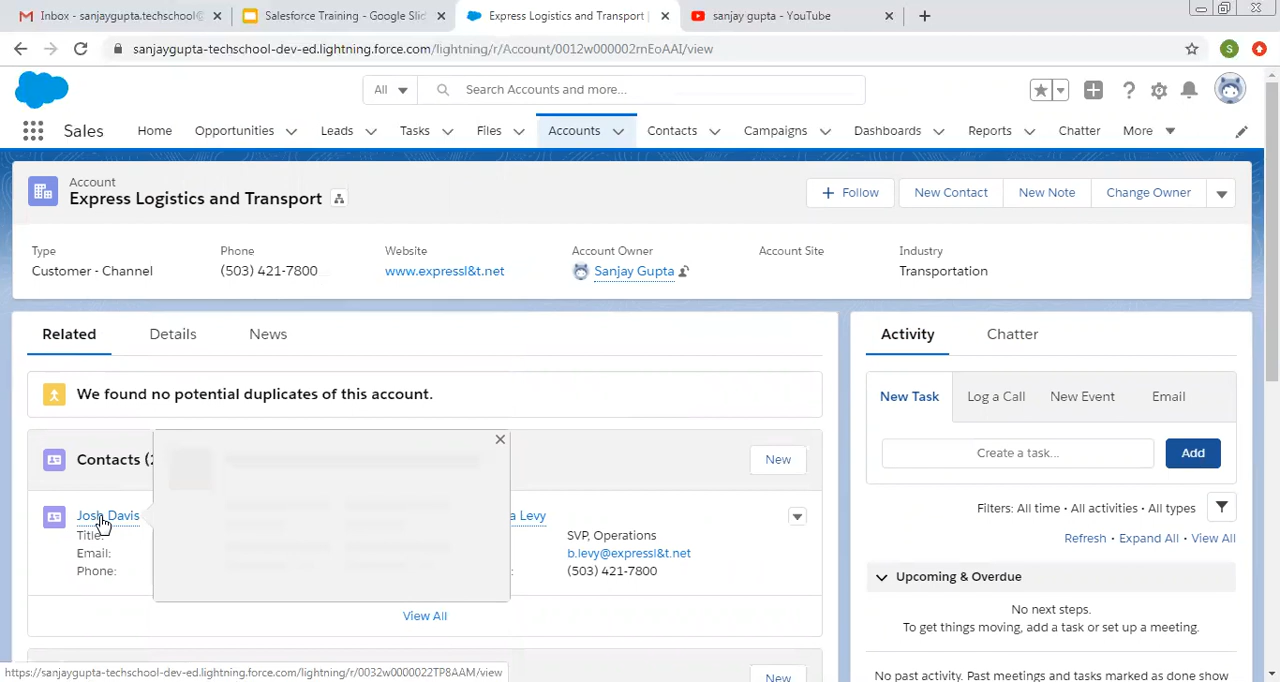 Inbox - sanjaygupta.techschool@
Salesforce Training - Google Slid
Express Logistics and Transport |
sanjay gupta - YouTube
sanjaygupta-techschool-dev-ed.lightning.force.com/lightning/r/Account/0012w000002rnEoAAI/view
S
All
Search Accounts and more...
Sales
Home
Opportunities
Leads
Tasks
Files
Accounts
Contacts
Campaigns
Dashboards
Reports
Chatter
More
Account
Express Logistics and Transport
Follow
New Contact
New Note
Change Owner
Type
Phone
Website
Account Owner
Account Site
Industry
Customer - Channel
(503) 421-7800
www.expressl&t.net
Sanjay Gupta
Transportation
Related
Details
News
We found no potential duplicates of this account.
Contacts (2
New
Josh Davis
Title:
Email:
Phone:
a Levy
SVP, Operations
b.levy@expressl&t.net
(503) 421-7800
View All
New
Activity
Chatter
New Task
Log a Call
New Event
Email
Create a task...
Add
Filters: All time • All activities • All types
Refresh • Expand All • View All
Upcoming & Overdue
No next steps.
To get things moving, add a task or set up a meeting.
No past activity. Past meetings and tasks marked as done show
https://sanjaygupta-techschool-dev-ed.lightning.force.com/lightning/r/0032w0000022TP8AAM/view